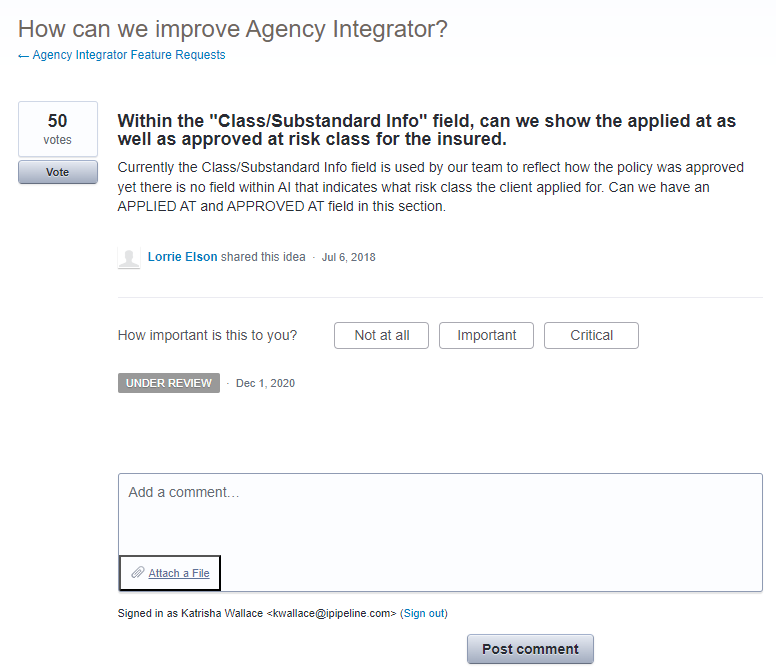 How can we improve Agency Integrator?
← Agency Integrator Feature Requests
50
votes
Vote
Within the "Class/Substandard Info" field, can we show the applied at as
well as approved at risk class for the insured.
Currently the Class/Substandard Info field is used by our team to reflect how the policy was approved
yet there is no field within AI that indicates what risk class the client applied for. Can we have an
APPLIED AT and APPROVED AT field in this section.
Lorrie Elson shared this idea · Jul 6, 2018
How important is this to you?
Not at all
Important
Critical
UNDER REVIEW · Dec 1, 2020
Add a comment…
Attach a File
Signed in as Katrisha Wallace <kwallace@ipipeline.com> (Sign out)
Post comment